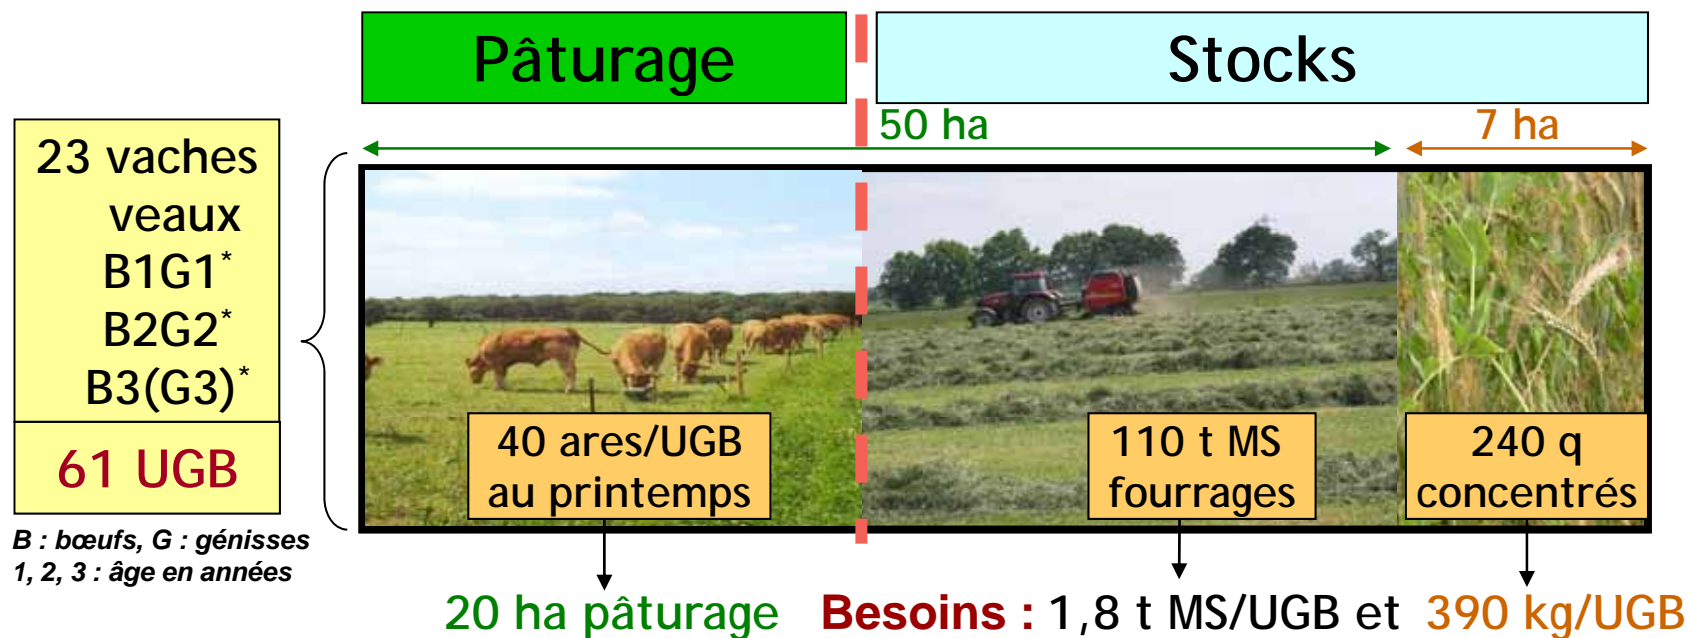 Pâturage
Stocks
50 ha
7 ha
23 vaches
veaux
B1G1*
B2G2*
B3(G3)*
61 UGB
B : bœufs, G : génisses
1, 2, 3 : âge en années
40 ares/UGB
au printemps
110 t MS
fourrages
240 q
concentrés
20 ha pâturage
Besoins : 1,8 t MS/UGB et 390 kg/UGB